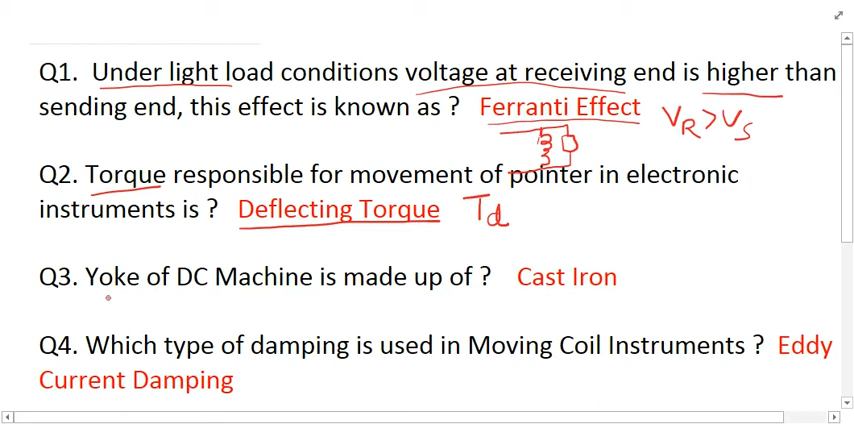 Q1.  Under light load conditions voltage at receiving end is higher than
sending end, this effect is known as ?   Ferranti Effect   VR > VS
Q2. Torque responsible for movement of pointer in electronic
instruments is ?   Deflecting Torque   Td
Q3. Yoke of DC Machine is made up of ?   Cast Iron
Q4. Which type of damping is used in Moving Coil Instruments ?  Eddy
Current Damping